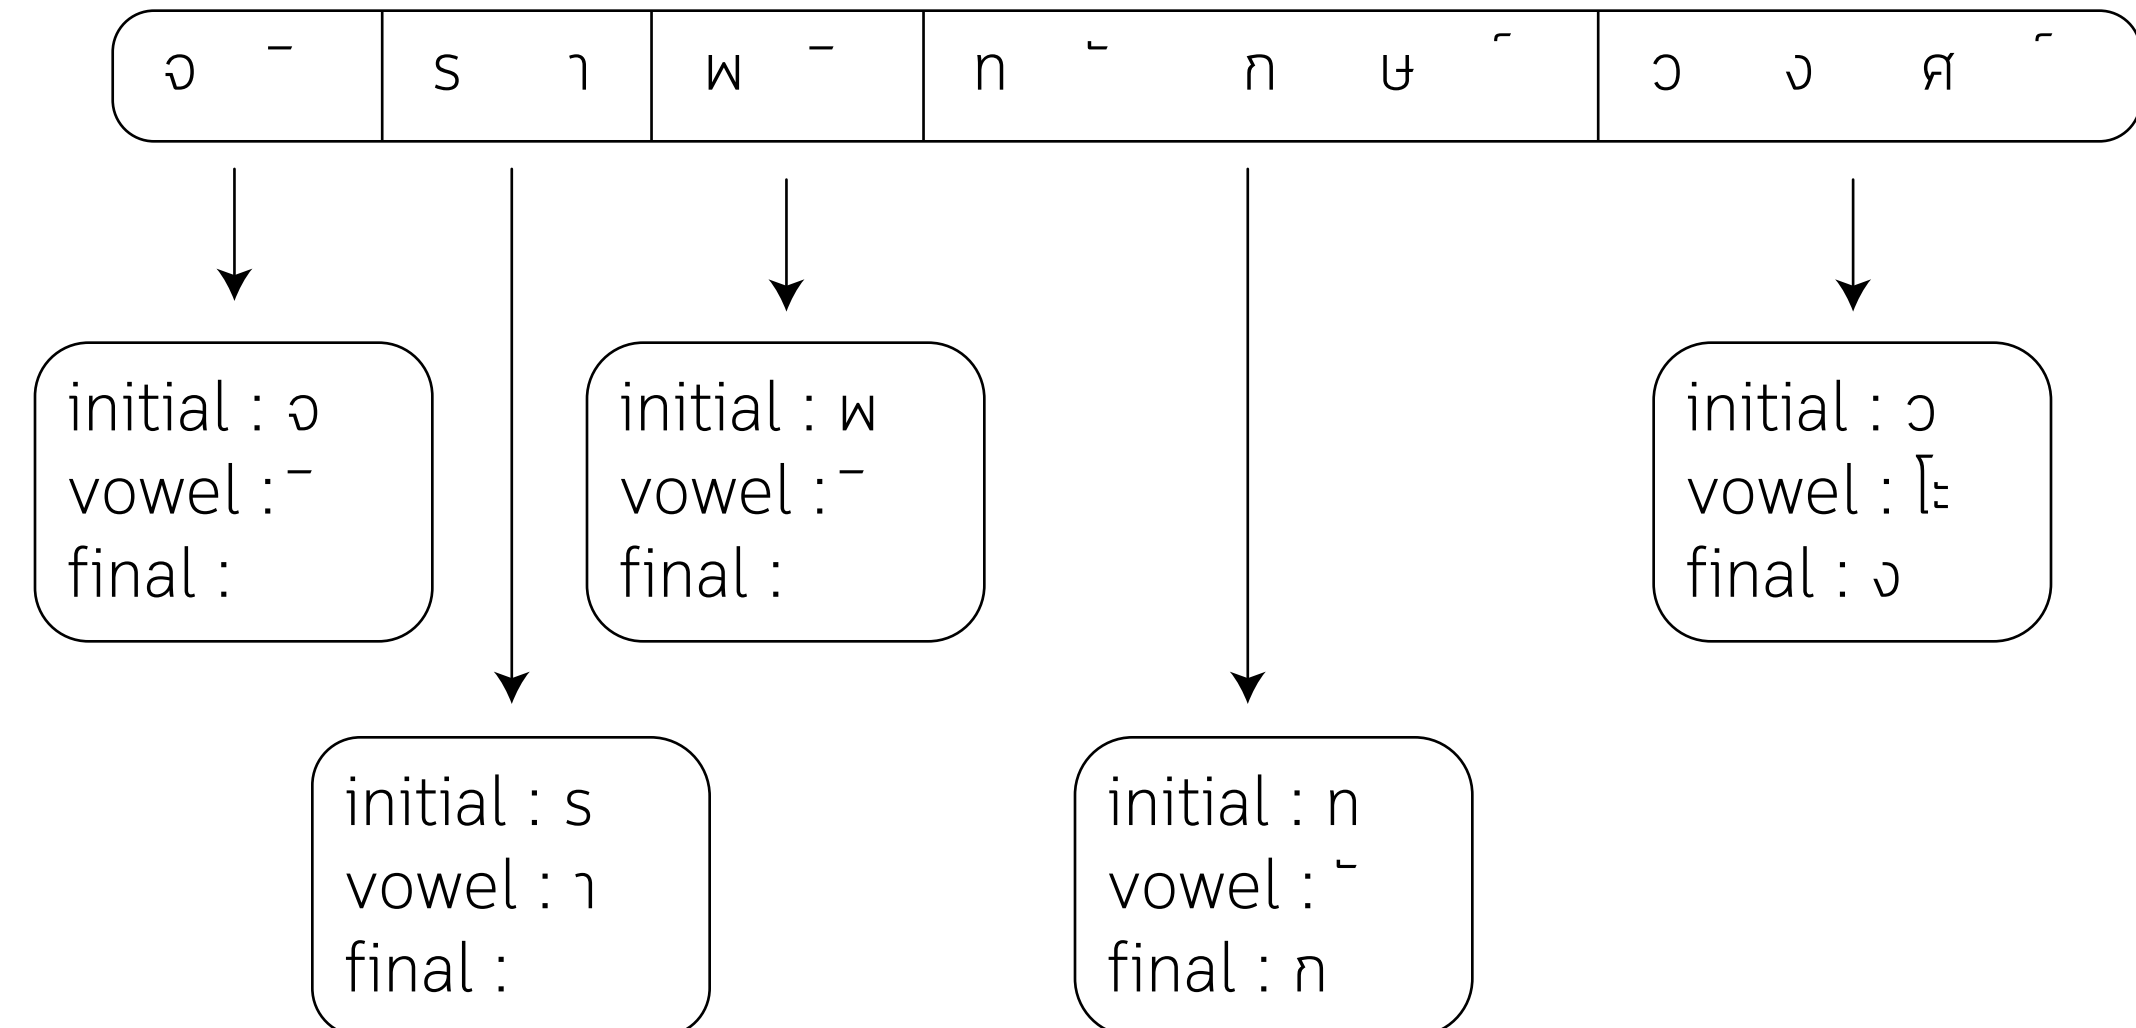 จ ิ ร า พ ิ ท ั ก ษ ์ ว ง ศ ์
initial : จ
vowel : ิ
final :
initial : พ
vowel : ิ
final :
initial : ว
vowel : โะ
final : ง
initial : ร
vowel : า
final :
initial : ท
vowel : ั
final : ก